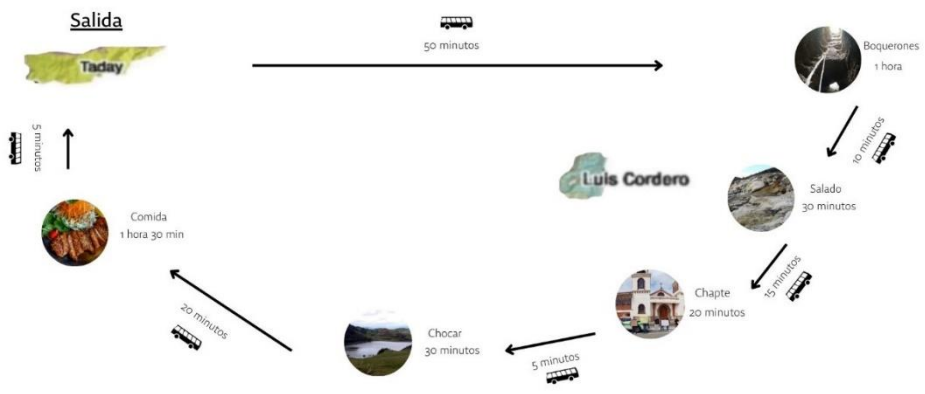 Salida
Taday
50 minutos
Boquerones
1 hora
10 minutos
Luis Cordero
Salado
30 minutos
15 minutos
Chapte
20 minutos
5 minutos
Chocar
30 minutos
20 minutos
Comida
1 hora 30 min
5 minutos